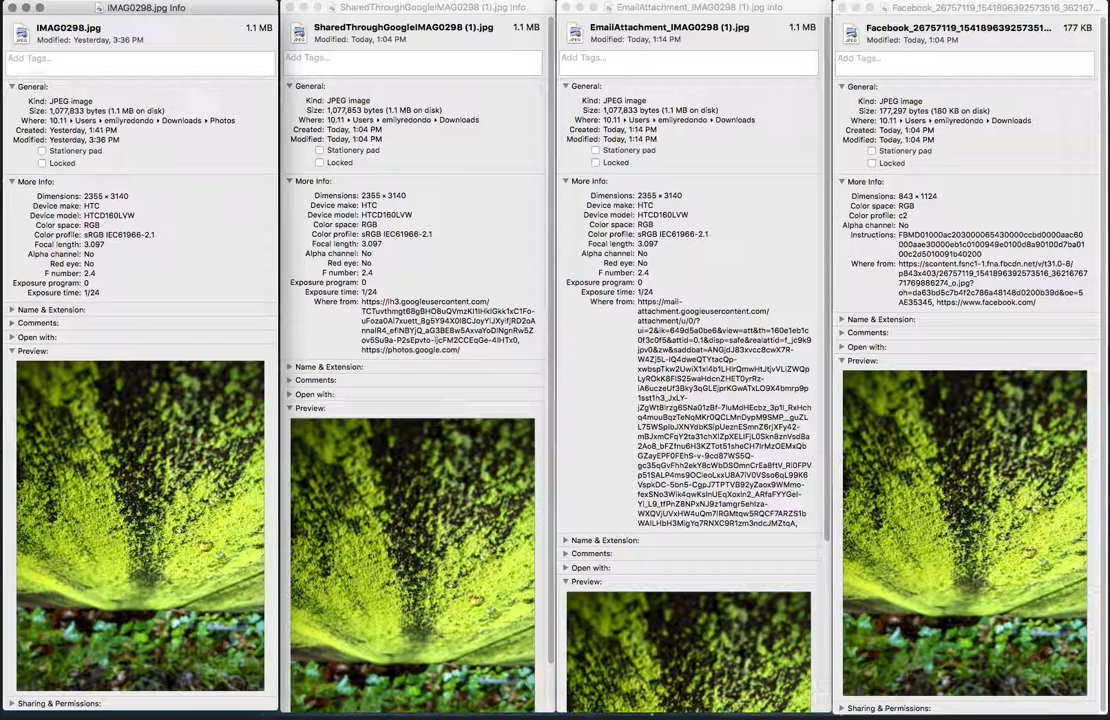 IMAG0298.jpg Info
IMAG0298.jpg 1.1 MB
Modified: Yesterday, 3:36 PM
Add Tags...
General:
Kind: JPEG image
Size: 1,077,833 bytes (1.1 MB on disk)
Where: 10.11 ▸ Users ▸ emilyredondo ▸ Downloads ▸ Photos
Created: Yesterday, 1:41 PM
Modified: Yesterday, 3:36 PM
Stationery pad
Locked
More Info:
Dimensions: 2355 × 3140
Device make: HTC
Device model: HTCD160LVW
Color space: RGB
Color profile: sRGB IEC61966-2.1
Focal length: 3.097
Alpha channel: No
Red eye: No
F number: 2.4
Exposure program: 0
Exposure time: 1/24
Name & Extension:
Comments:
Open with:
Preview:
Sharing & Permissions:
SharedThroughGoogleIMAG0298 (1).jpg Info
SharedThroughGoogleIMAG0298 (1).jpg 1.1 MB
Modified: Today, 1:04 PM
Add Tags...
General:
Kind: JPEG image
Size: 1,077,853 bytes (1.1 MB on disk)
Where: 10.11 ▸ Users ▸ emilyredondo ▸ Downloads
Created: Today, 1:04 PM
Modified: Today, 1:04 PM
Stationery pad
Locked
More Info:
Dimensions: 2355 × 3140
Device make: HTC
Device model: HTCD160LVW
Color space: RGB
Color profile: sRGB IEC61966-2.1
Focal length: 3.097
Alpha channel: No
Red eye: No
F number: 2.4
Exposure program: 0
Exposure time: 1/24
Where from: https://lh3.googleusercontent.com/
https://photos.google.com/
Name & Extension:
Comments:
Open with:
Preview:
EmailAttachment_IMAG0298 (1).jpg Info
EmailAttachment_IMAG0298 (1).jpg 1.1 MB
Modified: Today, 1:14 PM
Add Tags...
General:
Kind: JPEG image
Size: 1,077,833 bytes (1.1 MB on disk)
Where: 10.11 ▸ Users ▸ emilyredondo ▸ Downloads
Created: Today, 1:14 PM
Modified: Today, 1:14 PM
Stationery pad
Locked
More Info:
Dimensions: 2355 × 3140
Device make: HTC
Device model: HTCD160LVW
Color space: RGB
Color profile: sRGB IEC61966-2.1
Focal length: 3.097
Alpha channel: No
Red eye: No
F number: 2.4
Exposure program: 0
Exposure time: 1/24
Where from: https://mail-
attachment.googleusercontent.com/
attachment/u/0/?
Name & Extension:
Comments:
Open with:
Preview:
Facebook_26757119_1541896392573516_362167...
Facebook_26757119_154189639257351... 177 KB
Modified: Today, 1:04 PM
Add Tags...
General:
Kind: JPEG image
Size: 177,297 bytes (180 KB on disk)
Where: 10.11 ▸ Users ▸ emilyredondo ▸ Downloads
Created: Today, 1:04 PM
Modified: Today, 1:04 PM
Stationery pad
Locked
More Info:
Dimensions: 843 × 1124
Color space: RGB
Color profile: c2
Alpha channel: No
Instructions: FBMD01000ac203000065430000ccbd0000aac60
000aae30000eb1c0100949e0100d8a90100d7ba01
00c2d5010091b40200
Where from: https://scontent.fsnc1-1.fna.fbcdn.net/v/t31.0-8/
p843x403/26757119_1541896392573516_36216767
71769886274_o.jpg?
oh=da63bd5c7b4f2c786a48148d0200b39d&oe=5
AE35345, https://www.facebook.com/
Name & Extension:
Comments:
Open with:
Preview:
Sharing & Permissions: